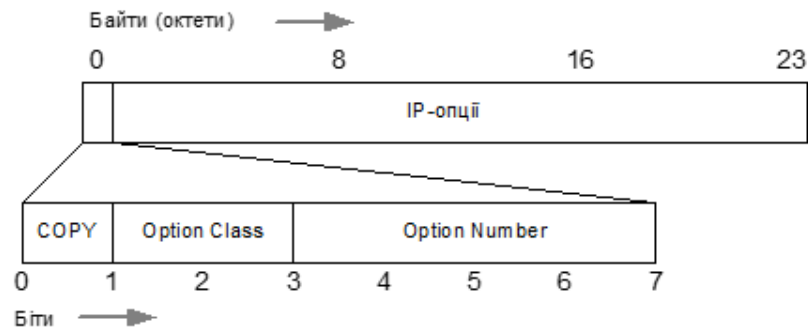 Байти (октети)
0 8 16 23
IP-опції
COPY Option Class Option Number
0 1 2 3 4 5 6 7
Біти